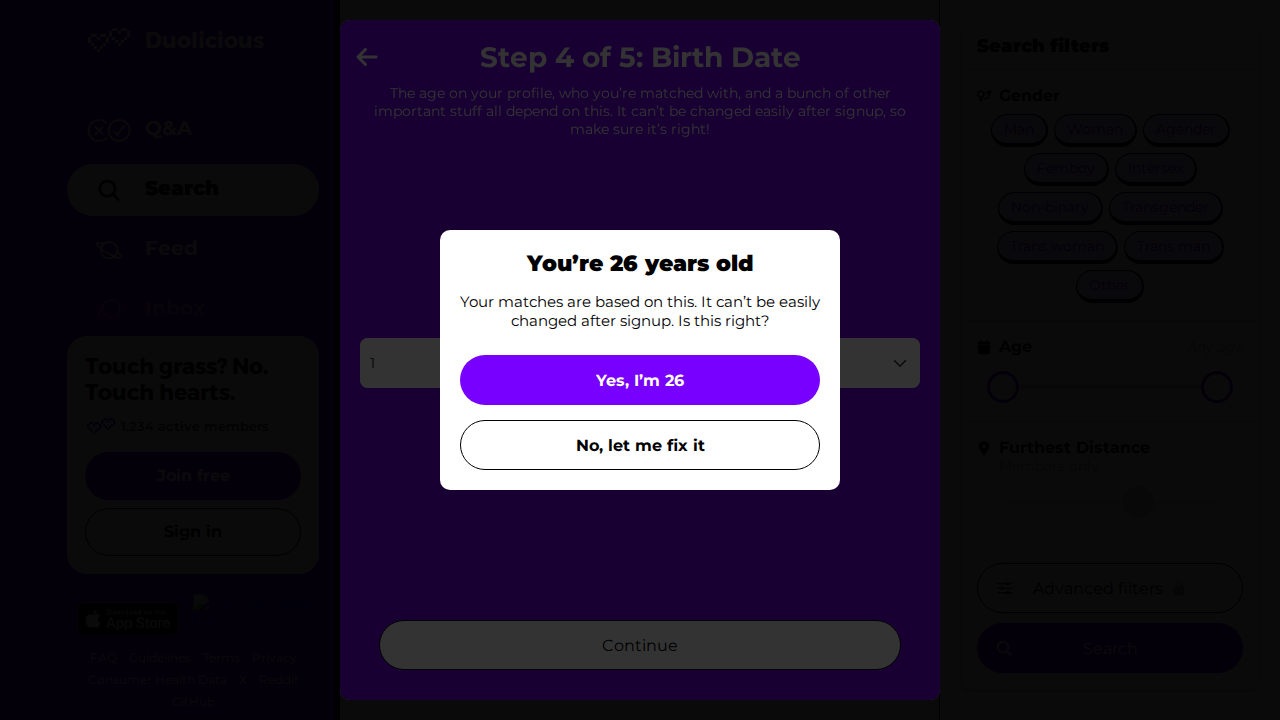 Duolicious
Q&A
Search
Feed
Inbox
Touch grass? No.
Touch hearts.
1,234 active members
Join free
Sign in
Download on the
App Store
FAQ Guidelines Terms Privacy
Consumer Health Data X Reddit
GitHub
Step 4 of 5: Birth Date
The age on your profile, who you’re matched with, and a bunch of other
important stuff all depend on this. It can’t be changed easily after signup, so
make sure it’s right!
1
You’re 26 years old
Your matches are based on this. It can’t be easily
changed after signup. Is this right?
Yes, I’m 26
No, let me fix it
Continue
Search filters
Gender
Man Woman Agender
Femboy Intersex
Non-binary Transgender
Trans woman Trans man
Other
Age
Any age
Furthest Distance
Advanced filters
Search